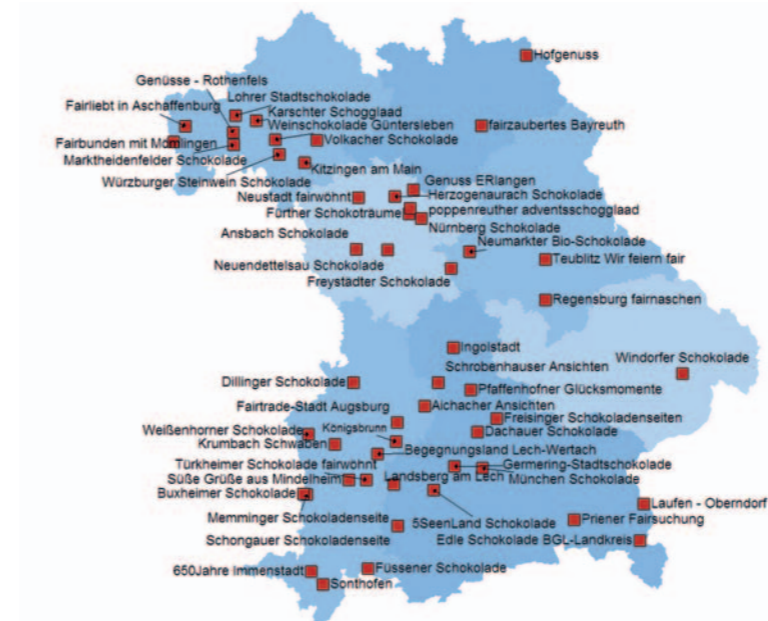 Hofgenuss
Genüsse - Rothenfels
Lohrer Stadtschokolade
Fairliebt in Aschaffenburg
Karschter Schogglaad
Weinschokolade Güntersleben
fairzaubertes Bayreuth
Fairbunden mit Mömlingen
Volkacher Schokolade
Marktheidenfelder Schokolade
Würzburger Steinwein Schokolade
Kitzingen am Main
Genuss ERlangen
Neustadt fairwöhnt
Herzogenaurach Schokolade
Fürther Schokoträume
poppenreuther adventsschogglaad
Nürnberg Schokolade
Ansbach Schokolade
Neumarkter Bio-Schokolade
Neuendettelsau Schokolade
Teublitz Wir feiern fair
Freystädter Schokolade
Regensburg fairnaschen
Ingolstadt
Windorfer Schokolade
Schrobenhauser Ansichten
Dillinger Schokolade
Pfaffenhofner Glücksmomente
Fairtrade-Stadt Augsburg
Aichacher Ansichten
Freisinger Schokoladenseiten
Weißenhorner Schokolade
Königsbrunn
Dachauer Schokolade
Krumbach Schwaben
Begegnungsland Lech-Wertach
Türkheimer Schokolade fairwöhnt
Germering-Stadtschokolade
Süße Grüße aus Mindelheim
Landsberg am Lech
München Schokolade
Buxheimer Schokolade
Laufen - Oberndorf
Memminger Schokoladenseite
5SeenLand Schokolade
Priener Fairsuchung
Schongauer Schokoladenseite
Edle Schokolade BGL-Landkreis
650Jahre Immenstadt
Füssener Schokolade
Sonthofen